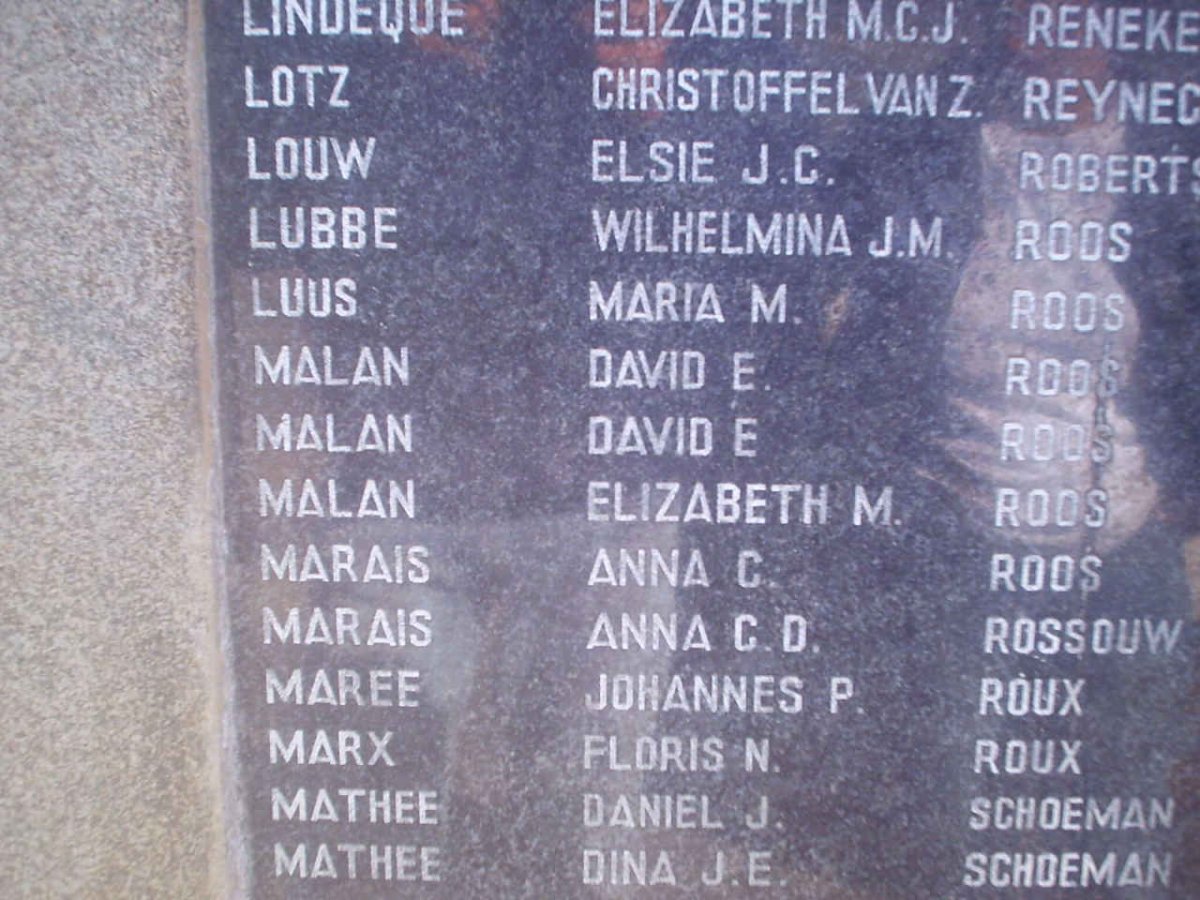 LINDEQUE ELIZABETH M.C.J. RENEKE
LOTZ CHRISTOFFEL VAN Z. REYNEC
LOUW ELSIE J.C. ROBERTS
LUBBE WILHELMINA J.M. ROOS
LUUS MARIA M. ROOS
MALAN DAVID E. ROOS
MALAN DAVID E ROOS
MALAN ELIZABETH M. ROOS
MARAIS ANNA C. ROOS
MARAIS ANNA C.D. ROSSOUW
MAREE JOHANNES P. ROUX
MARX FLORIS N. ROUX
MATHEE DANIEL J. SCHOEMAN
MATHEE DINA J.E. SCHOEMAN